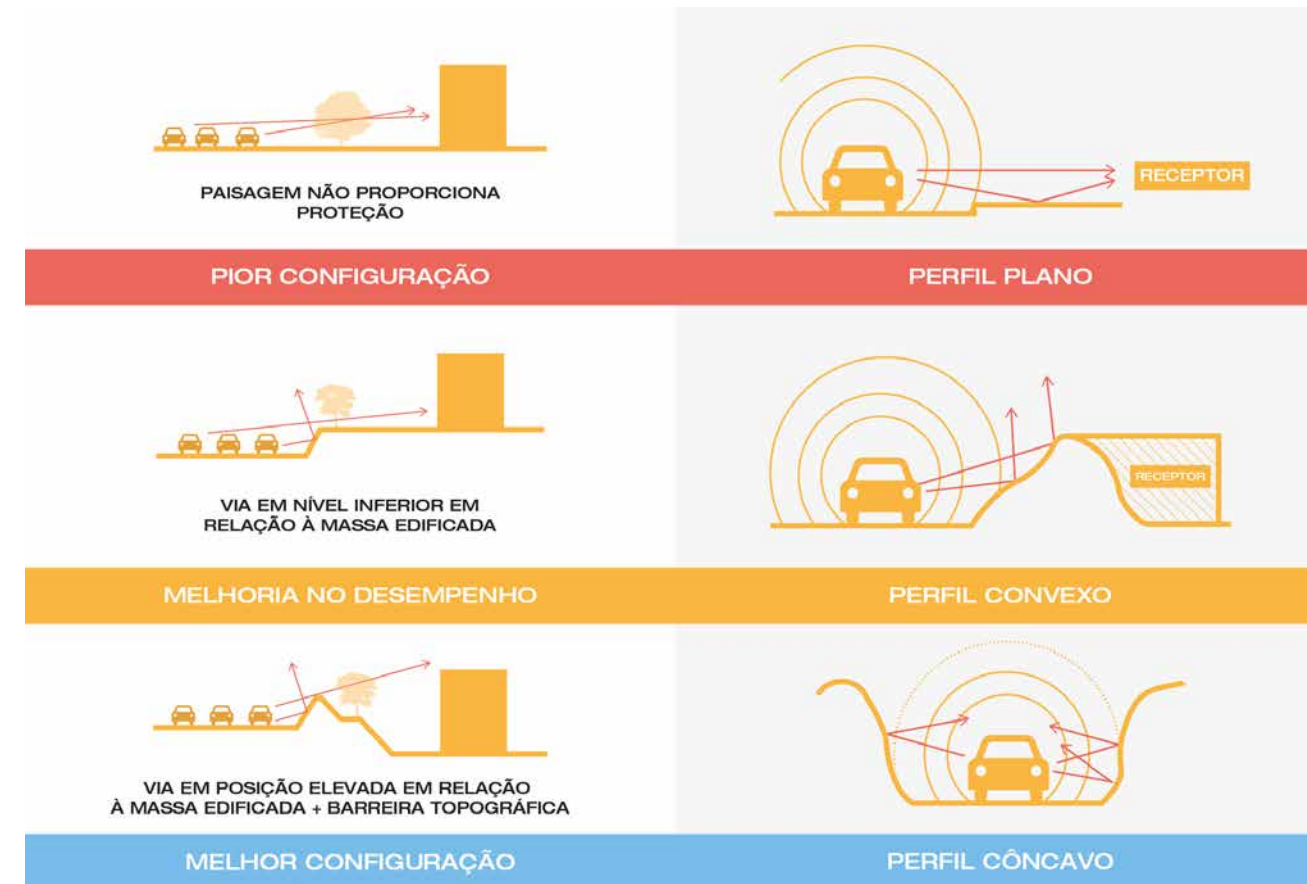 PAISAGEM NÃO PROPORCIONA
PROTEÇÃO
RECEPTOR
PIOR CONFIGURAÇÃO
PERFIL PLANO
VIA EM NÍVEL INFERIOR EM
RELAÇÃO À MASSA EDIFICADA
RECEPTOR
MELHORIA NO DESEMPENHO
PERFIL CONVEXO
VIA EM POSIÇÃO ELEVADA EM RELAÇÃO
À MASSA EDIFICADA + BARREIRA TOPOGRÁFICA
MELHOR CONFIGURAÇÃO
PERFIL CÔNCAVO